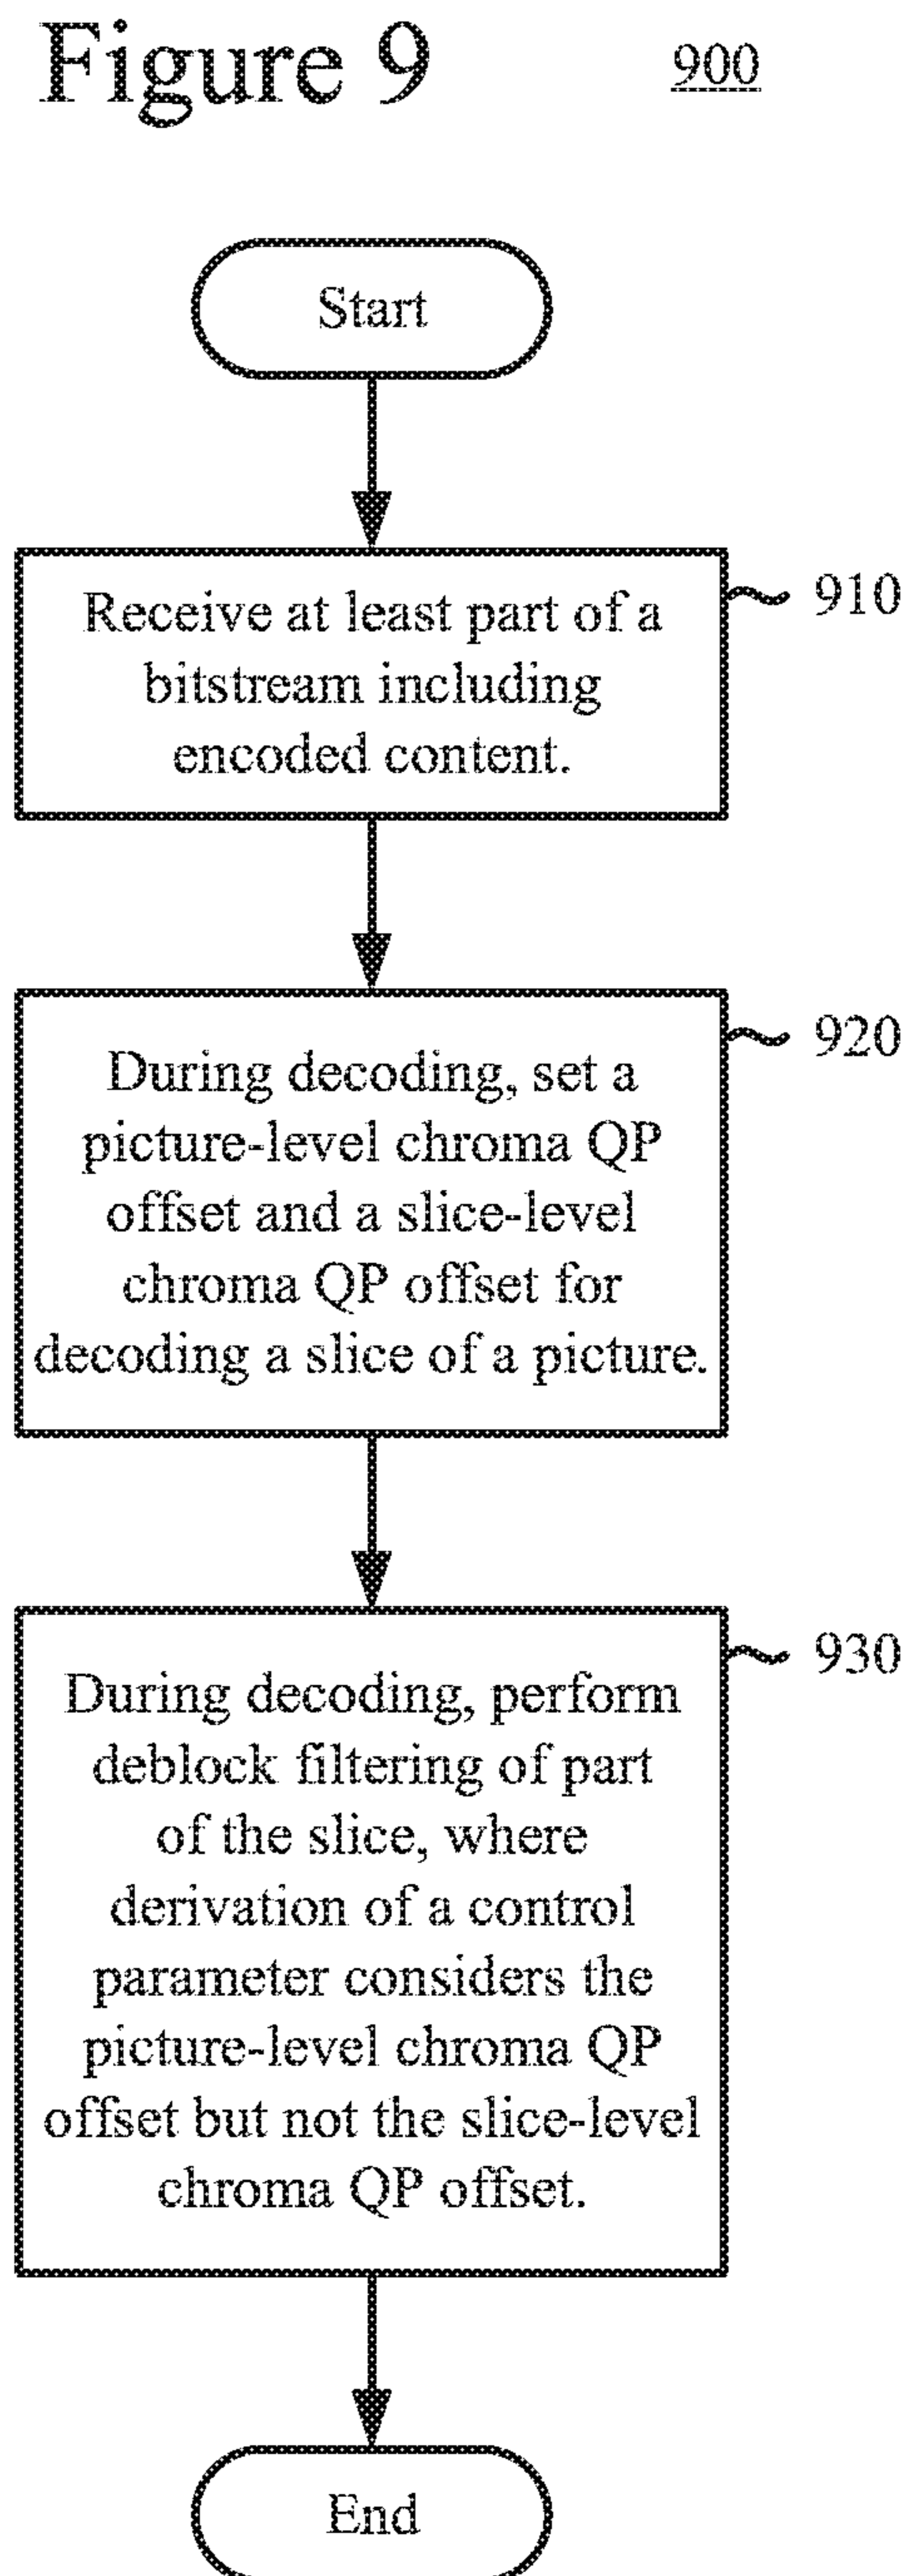 Figure 9
900
Start
Receive at least part of a
bitstream including
encoded content.
910
During decoding, set a
picture-level chroma QP
offset and a slice-level
chroma QP offset for
decoding a slice of a picture.
920
During decoding, perform
deblock filtering of part
of the slice, where
derivation of a control
parameter considers the
picture-level chroma QP
offset but not the slice-level
chroma QP offset.
930
End